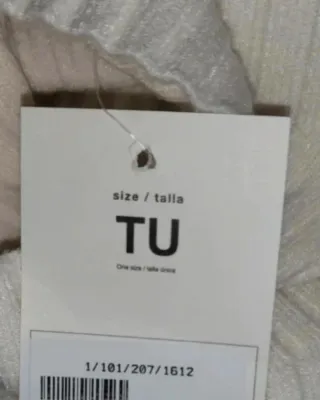 size / talla
TU
One size / talla única
1/101/207/1612